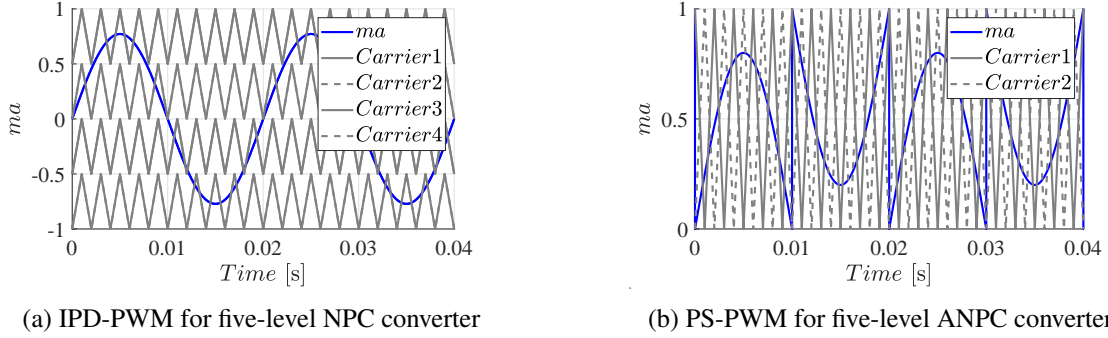 1
0.5
0
-0.5
-1
ma
0
0.01
0.02
0.03
0.04
Time [s]
ma
Carrier1
Carrier2
Carrier3
Carrier4
(a) IPD-PWM for five-level NPC converter
1
0.5
0
ma
0
0.01
0.02
0.03
0.04
Time [s]
ma
Carrier1
Carrier2
(b) PS-PWM for five-level ANPC converter